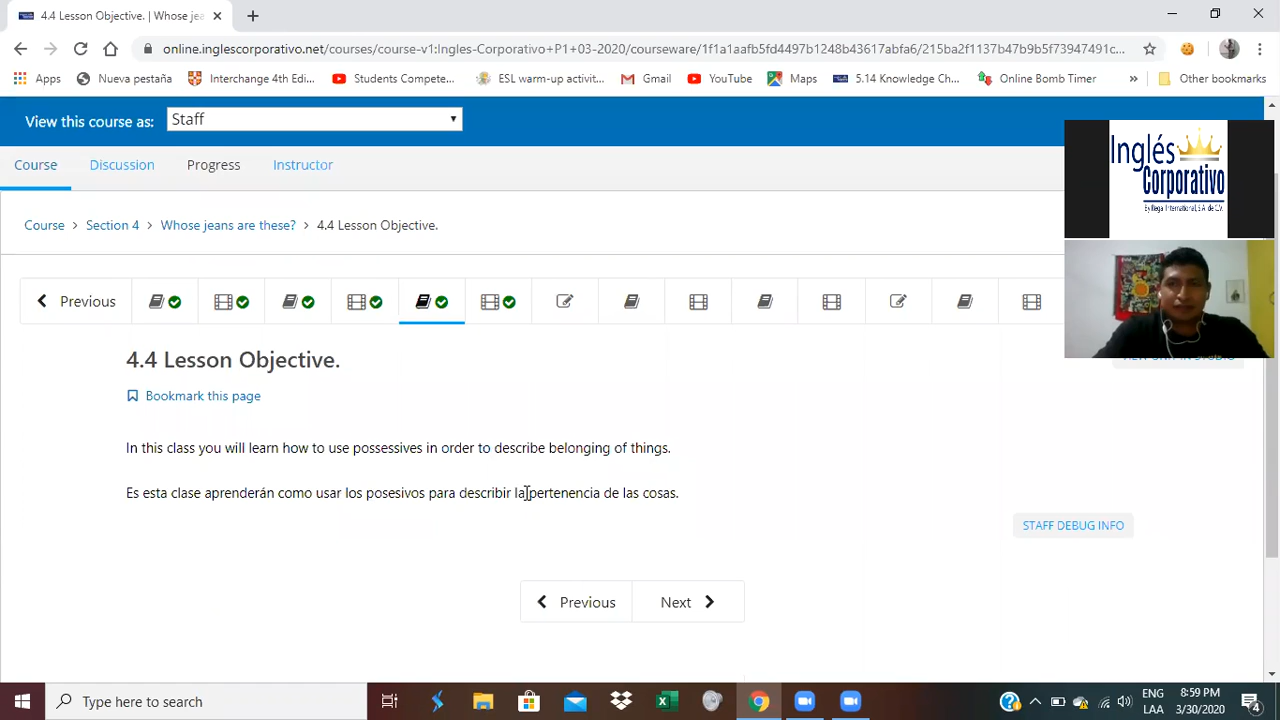 4.4 Lesson Objective. | Whose jea
online.inglescorporativo.net/courses/course-v1:Ingles-Corporativo+P1+03-2020/courseware/1f1a1aafb5fd4497b1248b43617abfa6/215ba2f1137b47b9b5f73947491c...
Apps Nueva pestaña Interchange 4th Edi... Students Compete... ESL warm-up activit... Gmail YouTube Maps 5.14 Knowledge Ch... Online Bomb Timer » Other bookmarks
View this course as: Staff
Course Discussion Progress Instructor
Inglés
Corporativo
Course > Section 4 > Whose jeans are these? > 4.4 Lesson Objective.
Previous
4.4 Lesson Objective.
Bookmark this page
In this class you will learn how to use possessives in order to describe belonging of things.
Es esta clase aprenderán como usar los posesivos para describir la pertenencia de las cosas.
STAFF DEBUG INFO
Previous Next
Type here to search
ENG 8:59 PM
LAA 3/30/2020 4